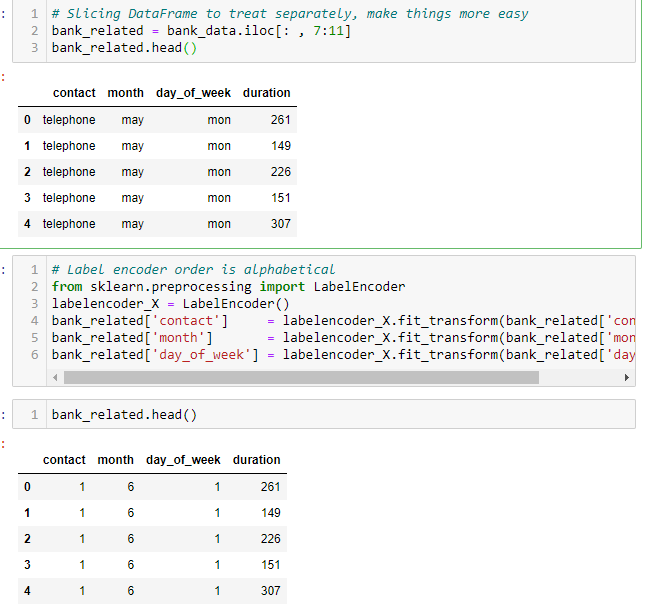 : 1 # Slicing DataFrame to treat separately, make things more easy
2 bank_related = bank_data.iloc[: , 7:11]
3 bank_related.head()
:
contact month day_of_week duration
0 telephone may mon 261
1 telephone may mon 149
2 telephone may mon 226
3 telephone may mon 151
4 telephone may mon 307
: 1 # Label encoder order is alphabetical
2 from sklearn.preprocessing import LabelEncoder
3 labelencoder_X = LabelEncoder()
4 bank_related['contact'] = labelencoder_X.fit_transform(bank_related['con
5 bank_related['month'] = labelencoder_X.fit_transform(bank_related['mon
6 bank_related['day_of_week'] = labelencoder_X.fit_transform(bank_related['day
: 1 bank_related.head()
:
contact month day_of_week duration
0 1 6 1 261
1 1 6 1 149
2 1 6 1 226
3 1 6 1 151
4 1 6 1 307